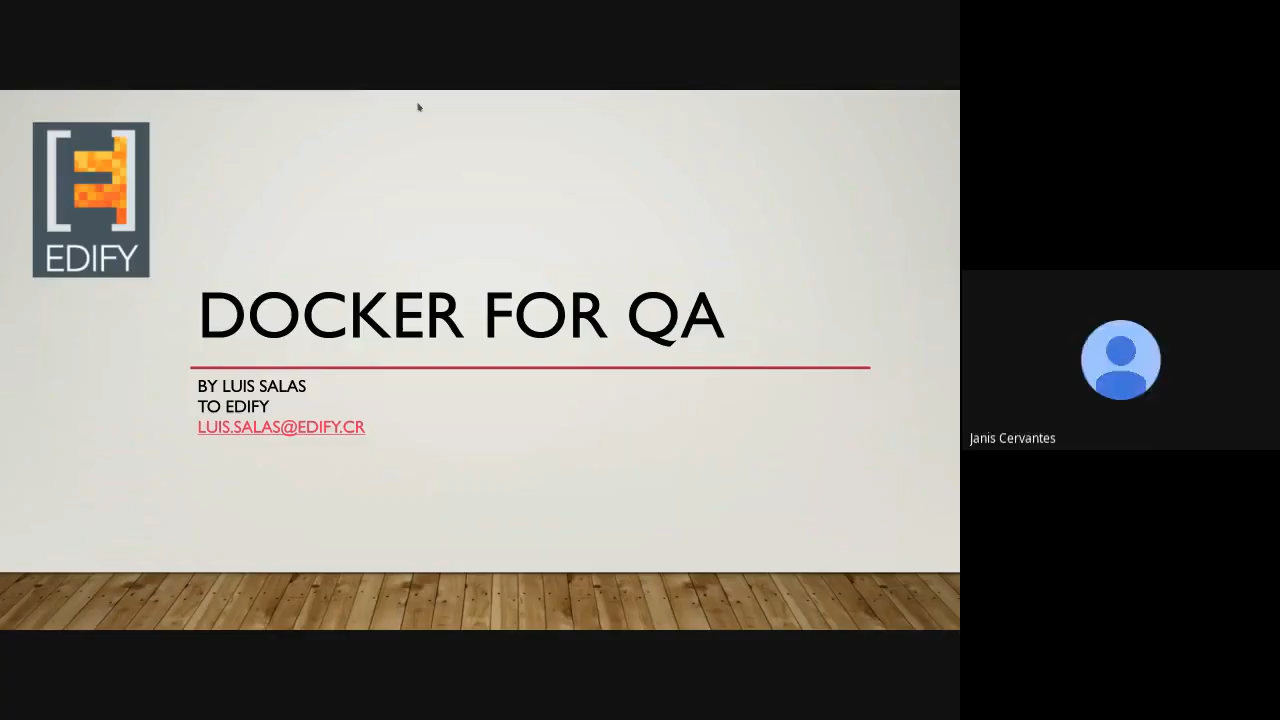 EDIFY
DOCKER FOR QA
BY LUIS SALAS
TO EDIFY
LUIS.SALAS@EDIFY.CR
Janis Cervantes